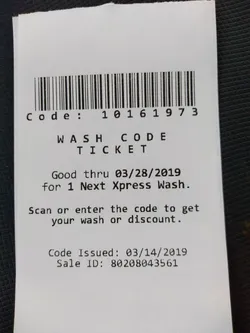 Code: 10161973
WASH CODE
TICKET
Good thru 03/28/2019
for 1 Next Xpress Wash.
Scan or enter the code to get
your wash or discount.
Code Issued: 03/14/2019
Sale ID: 80208043561